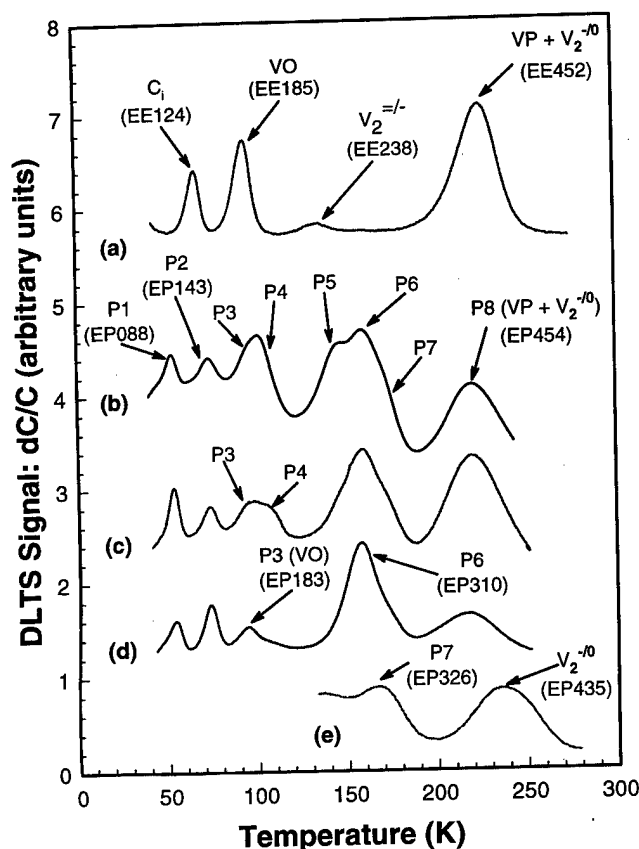 DLTS Signal: dC/C (arbitrary units)
8
7
6
5
4
3
2
1
0
C_i
(EE124)
VO
(EE185)
V_2^{=/-}
(EE238)
VP + V_2^{-/0}
(EE452)
(a)
P1
(EP088)
P2
(EP143)
P3
P4
P5
P6
P7
P8 (VP + V_2^{-/0})
(EP454)
(b)
P3
P4
(c)
P3 (VO)
(EP183)
P6
(EP310)
(d)
P7
(EP326)
V_2^{-/0}
(EP435)
(e)
0
50
100
150
200
250
300
Temperature (K)